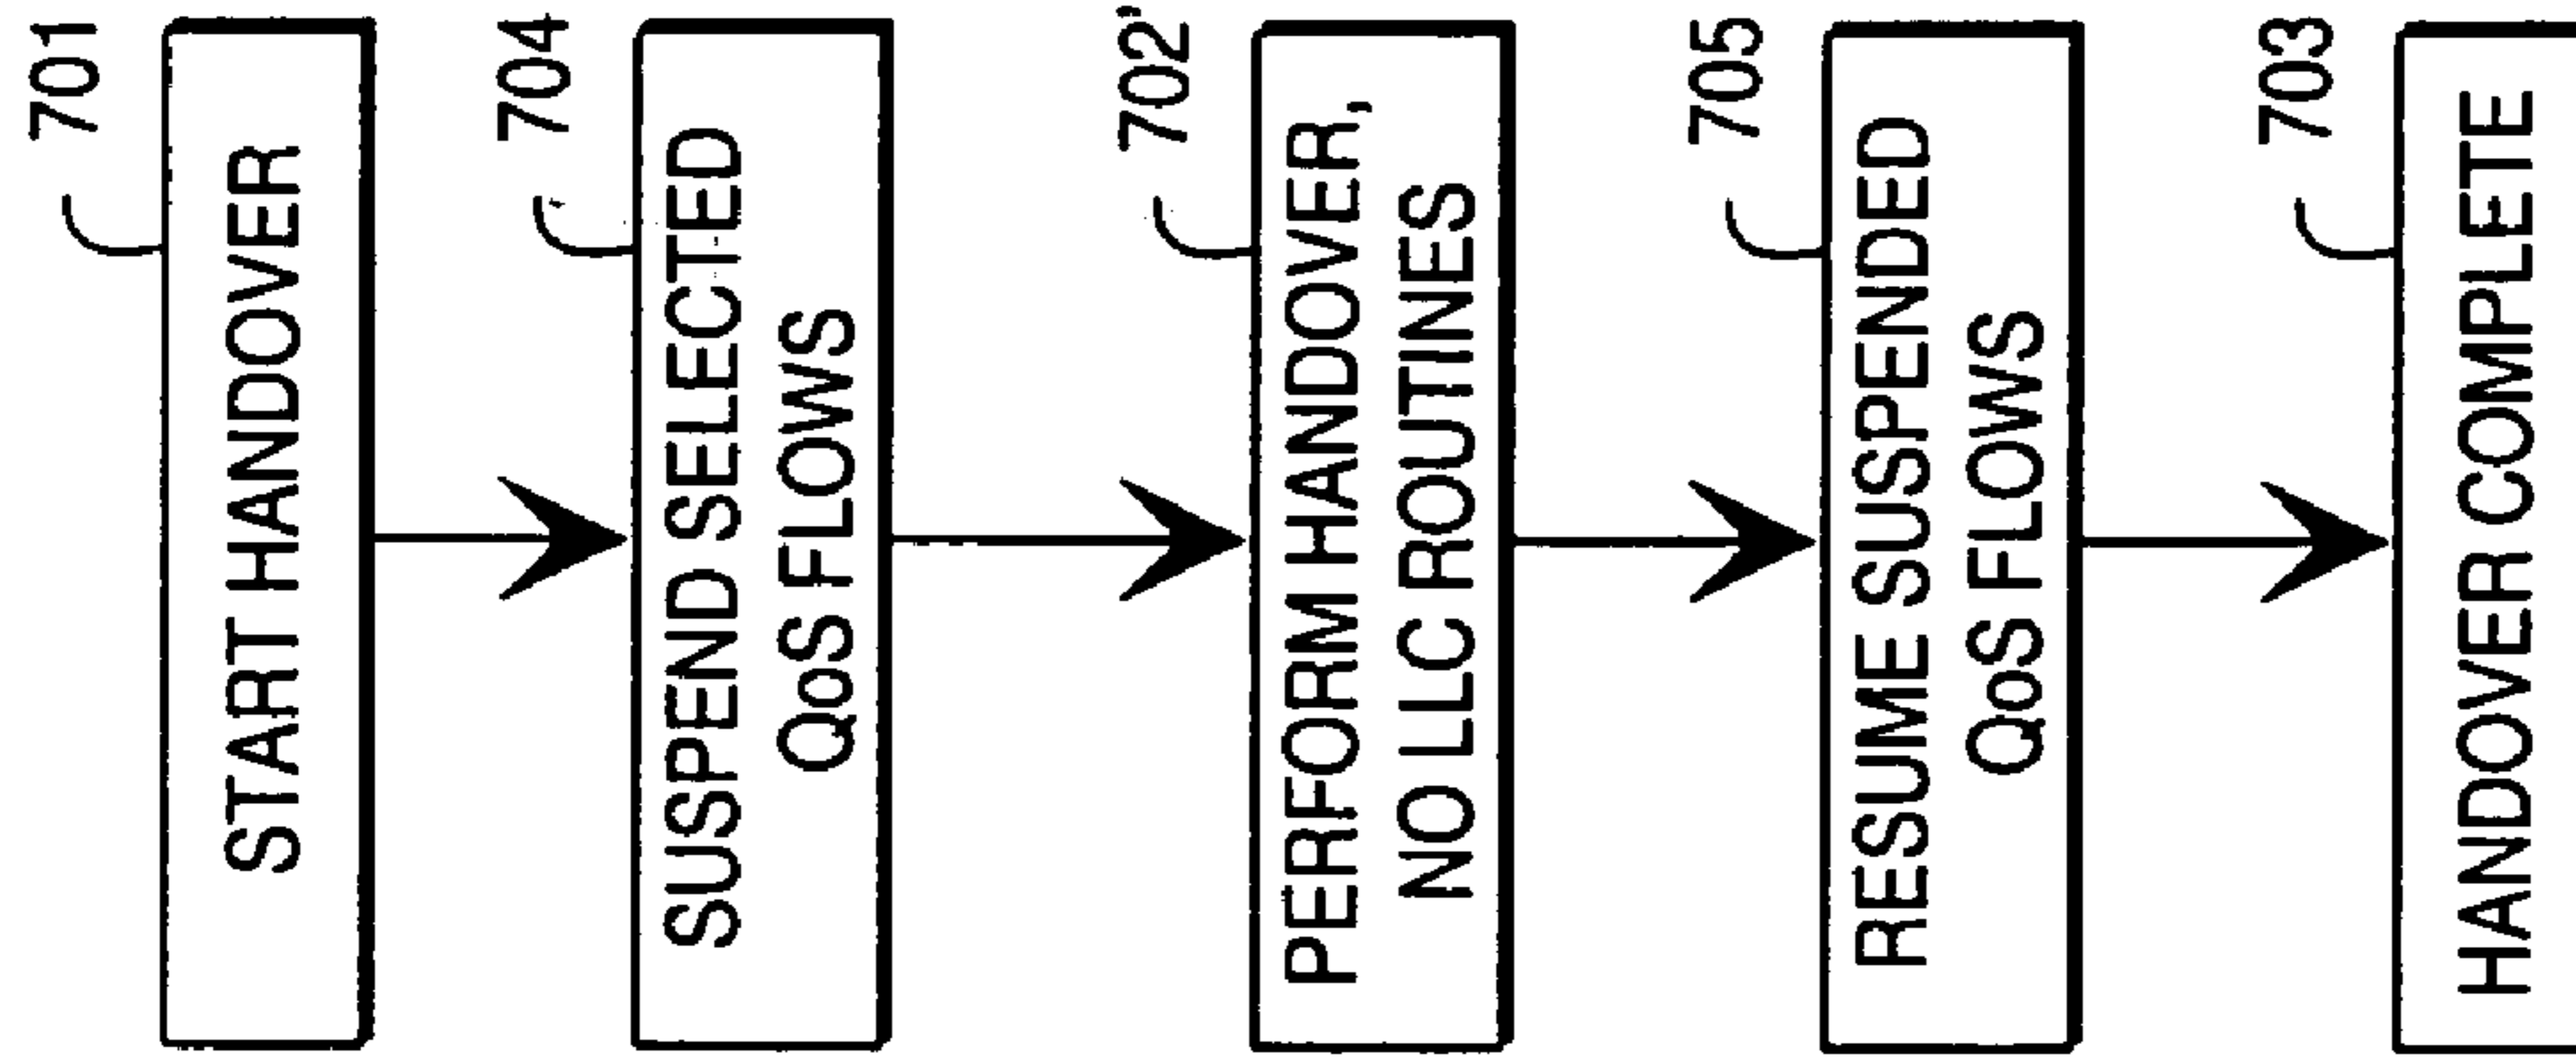 701
START HANDOVER
704
SUSPEND SELECTED
QoS FLOWS
702'
PERFORM HANDOVER,
NO LLC ROUTINES
705
RESUME SUSPENDED
QoS FLOWS
703
HANDOVER COMPLETE